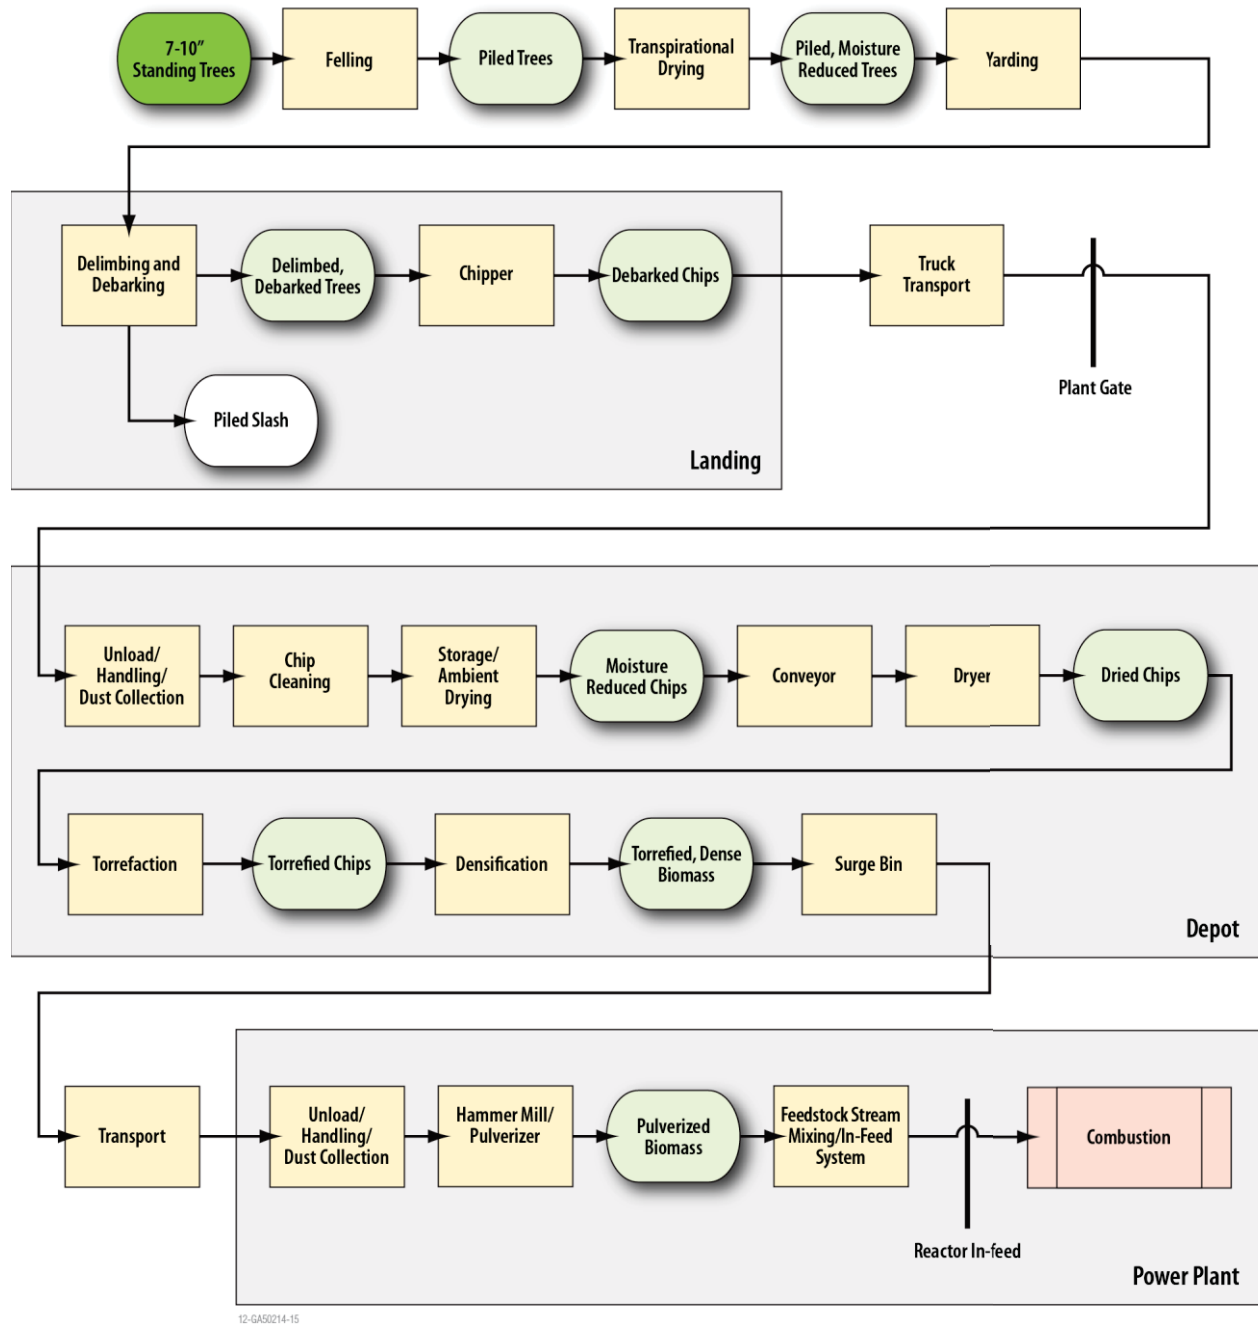 7-10”
Standing Trees
Felling
Piled Trees
Transpirational
Drying
Piled, Moisture
Reduced Trees
Yarding
Delimbing and
Debarking
Delimbed,
Debarked Trees
Chipper
Debarked Chips
Truck
Transport
Plant Gate
Piled Slash
Landing
Unload/
Handling/
Dust Collection
Chip
Cleaning
Storage/
Ambient
Drying
Moisture
Reduced Chips
Conveyor
Dryer
Dried Chips
Torrefaction
Torrefied Chips
Densification
Torrefied, Dense
Biomass
Surge Bin
Depot
Transport
Unload/
Handling/
Dust Collection
Hammer Mill/
Pulverizer
Pulverized
Biomass
Feedstock Stream
Mixing/In-Feed
System
Combustion
Reactor In-feed
Power Plant
12-GA50214-15